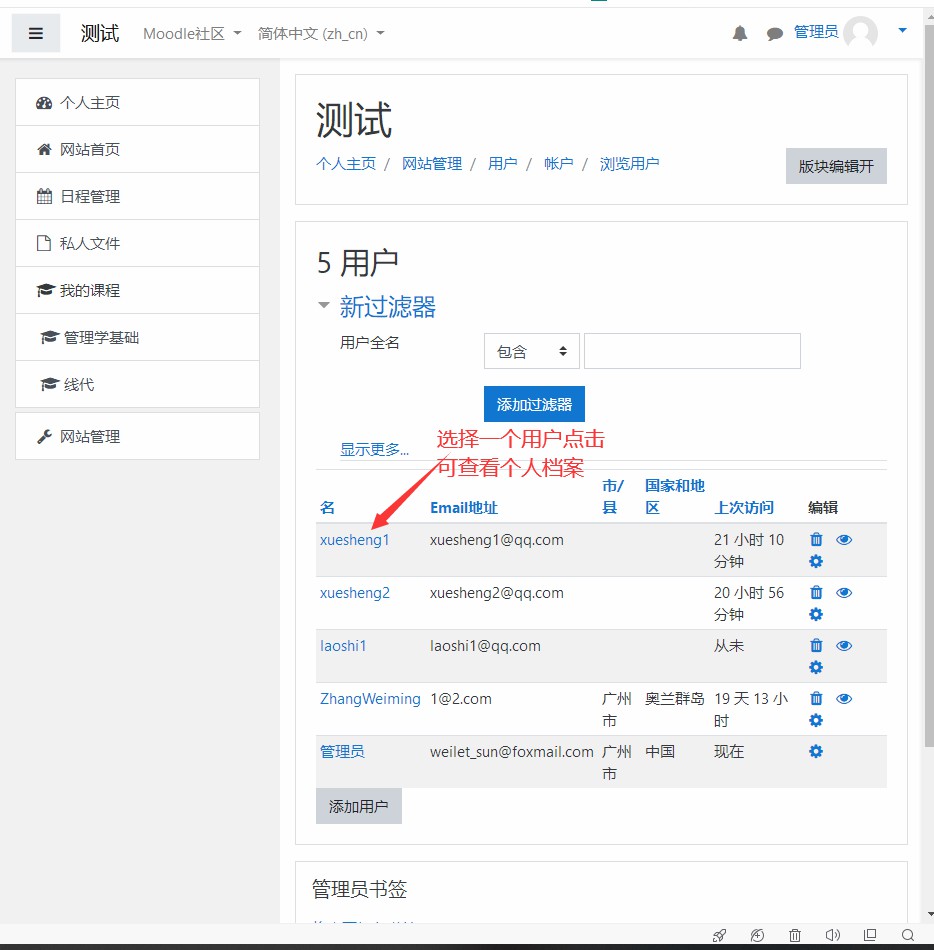 测试
Moodle社区
简体中文 (zh_cn)
管理员
个人主页
网站首页
日程管理
私人文件
我的课程
管理学基础
线代
网站管理
测试
个人主页 / 网站管理 / 用户 / 帐户 / 浏览用户
版块编辑开
5 用户
新过滤器
用户全名
包含
添加过滤器
显示更多...
选择一个用户点击
可查看个人档案
名 Email地址 市/县 国家和地区 上次访问 编辑
xuesheng1 xuesheng1@qq.com 21 小时 10 分钟
xuesheng2 xuesheng2@qq.com 20 小时 56 分钟
laoshi1 laoshi1@qq.com 从未
ZhangWeiming 1@2.com 广州市 奥兰群岛 19 天 13 小时
管理员 weilet_sun@foxmail.com 广州市 中国 现在
添加用户
管理员书签